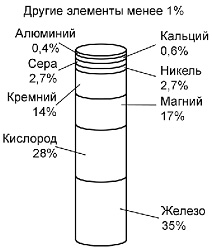 Другие элементы менее 1%
Алюминий
0,4%
Кальций
0,6%
Сера
2,7%
Никель
2,7%
Кремний
14%
Магний
17%
Кислород
28%
Железо
35%